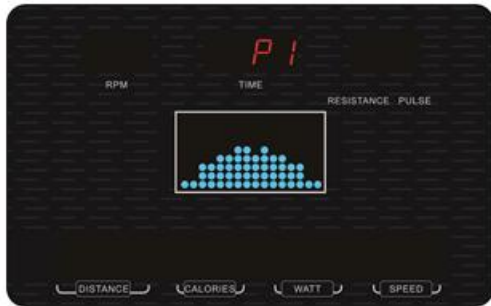 P1
RPM TIME
RESISTANCE PULSE
DISTANCE CALORIES WATT SPEED